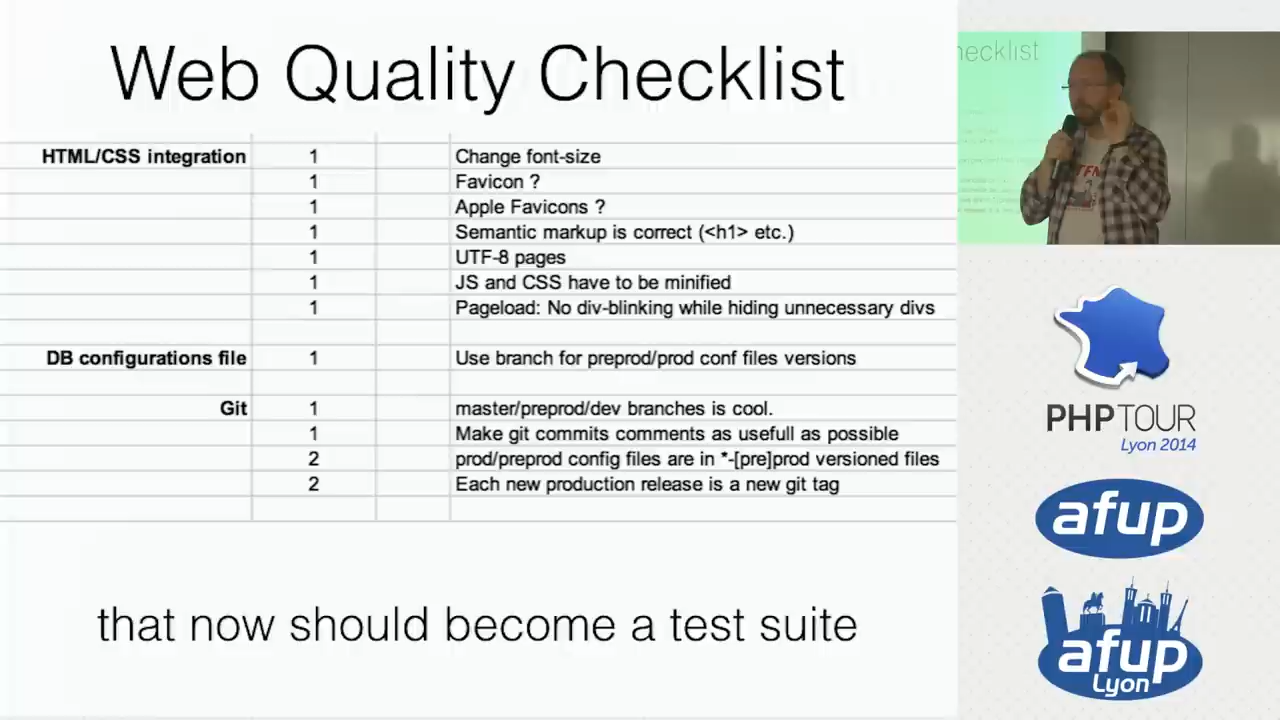 Web Quality Checklist
HTML/CSS integration 1 Change font-size
1 Favicon ?
1 Apple Favicons ?
1 Semantic markup is correct (<h1> etc.)
1 UTF-8 pages
1 JS and CSS have to be minified
1 Pageload: No div-blinking while hiding unnecessary divs
DB configurations file 1 Use branch for preprod/prod conf files versions
Git 1 master/preprod/dev branches is cool.
1 Make git commits comments as usefull as possible
2 prod/preprod config files are in *-[pre]prod versioned files
2 Each new production release is a new git tag
that now should become a test suite
hecklist
PHP TOUR
Lyon 2014
afup
afup
Lyon